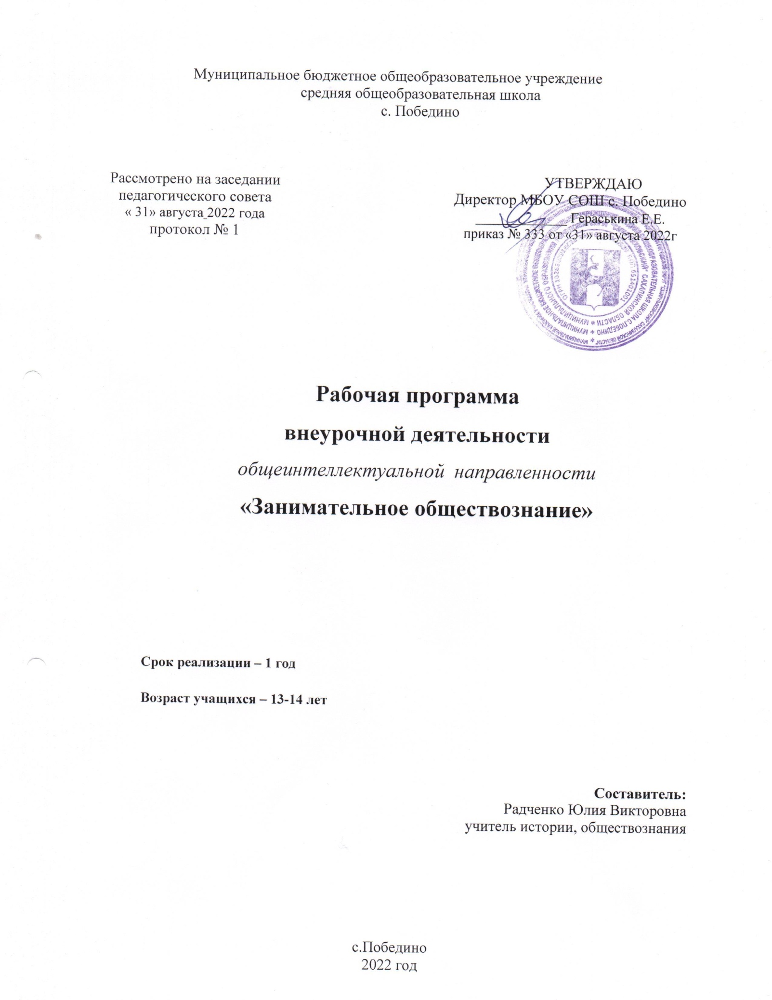 Муниципальное бюджетное общеобразовательное учреждение
средняя общеобразовательная школа
с. Победино
Рассмотрено на заседании
педагогического совета
« 31» августа 2022 года
протокол № 1
УТВЕРЖДАЮ
Директор МБОУ СОШ с. Победино
_____________ Гераськина Е.Е.
приказ № 333 от «31» августа 2022г
Рабочая программа
внеурочной деятельности
общеинтеллектуальной направленности
«Занимательное обществознание»
Срок реализации – 1 год
Возраст учащихся – 13-14 лет
Составитель:
Радченко Юлия Викторовна
учитель истории, обществознания
с.Победино
2022 год